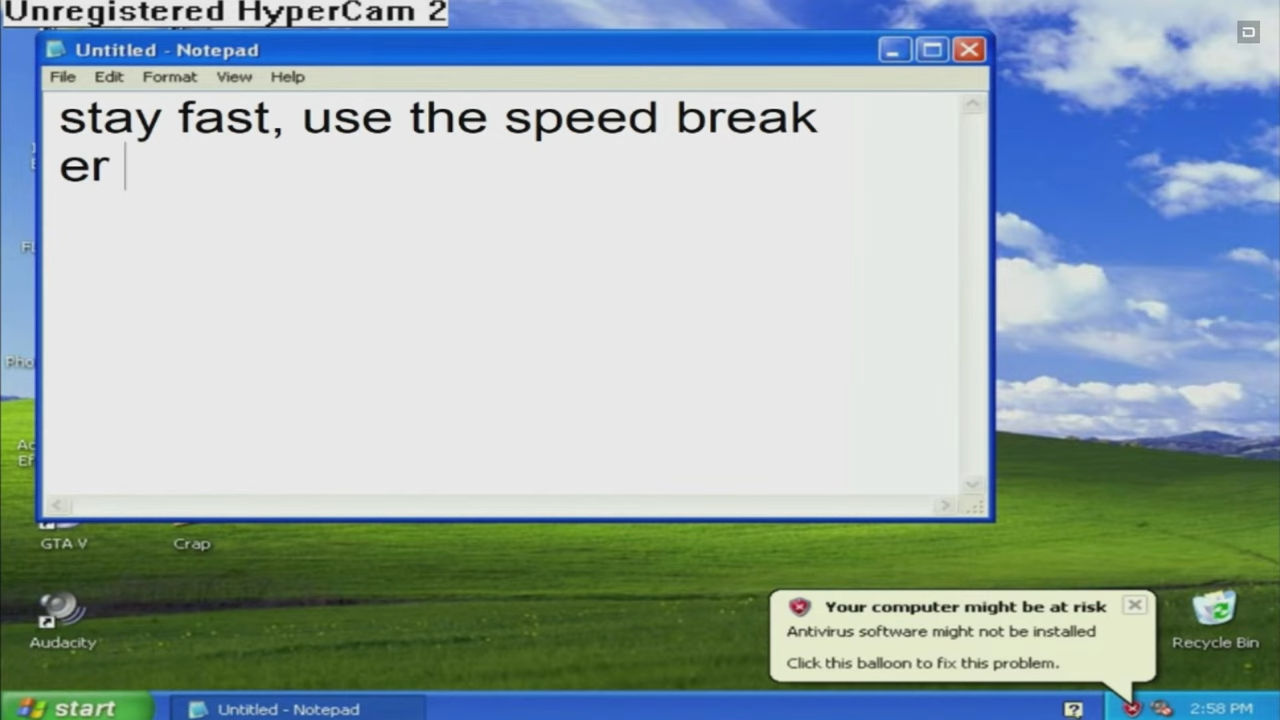 Unregistered HyperCam 2
Untitled - Notepad
File Edit Format View Help
stay fast, use the speed break
er
GTA V
Crap
Audacity
Your computer might be at risk
Antivirus software might not be installed
Click this balloon to fix this problem.
Recycle Bin
start
Untitled - Notepad
2:58 PM